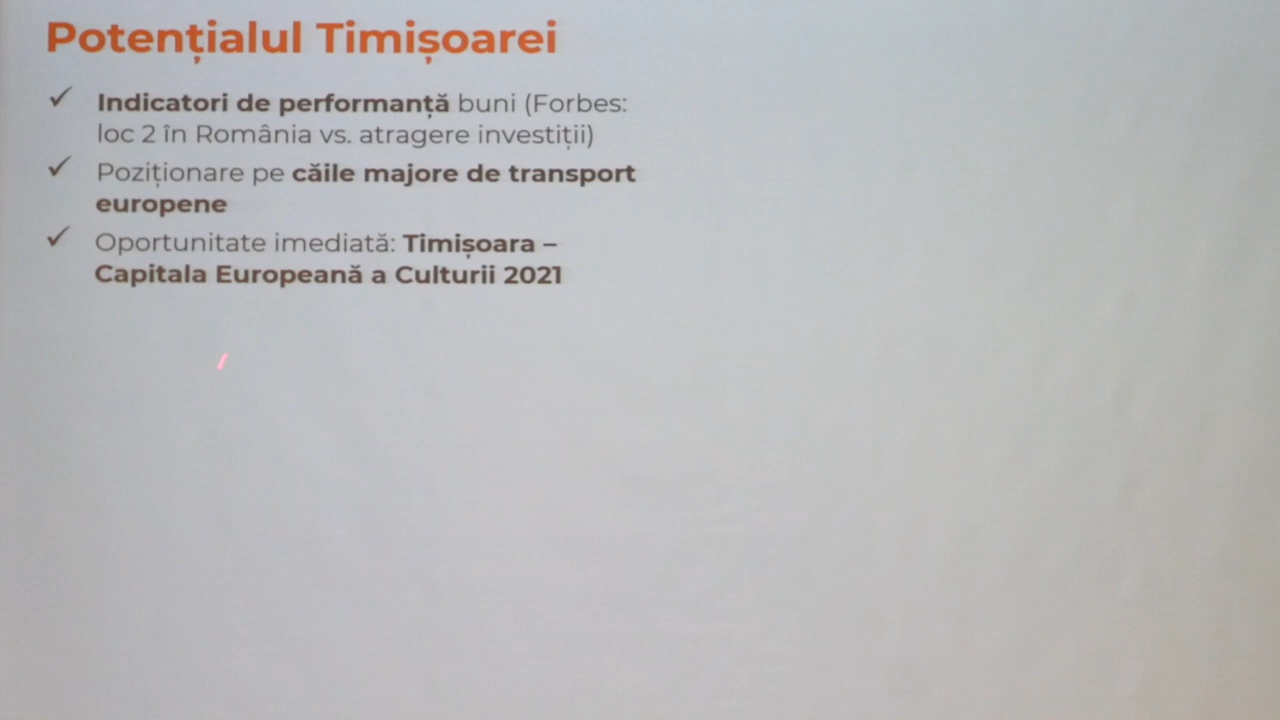 Potențialul Timișoarei
✓ Indicatori de performanță buni (Forbes:
loc 2 în România vs. atragere investiții)
✓ Poziționare pe căile majore de transport
europene
✓ Oportunitate imediată: Timișoara –
Capitala Europeană a Culturii 2021